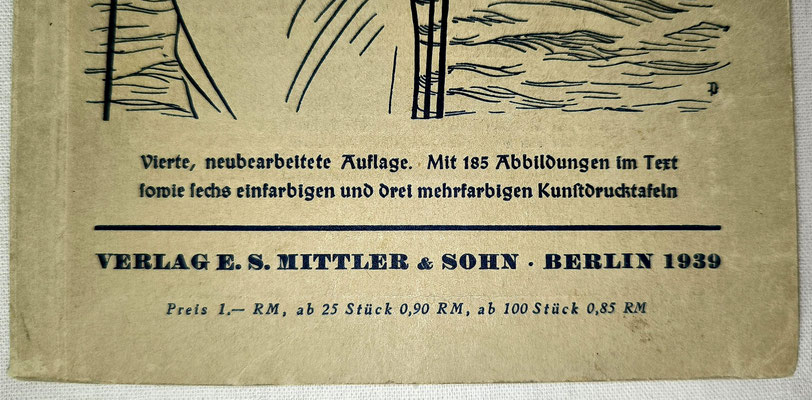 Vierte, neubearbeitete Auflage. Mit 185 Abbildungen im Text
ſowie ſechs einfarbigen und drei mehrfarbigen Kunſtdrucktafeln
VERLAG E. S. MITTLER & SOHN · BERLIN 1939
Preis 1.— RM, ab 25 Stück 0,90 RM, ab 100 Stück 0,85 RM